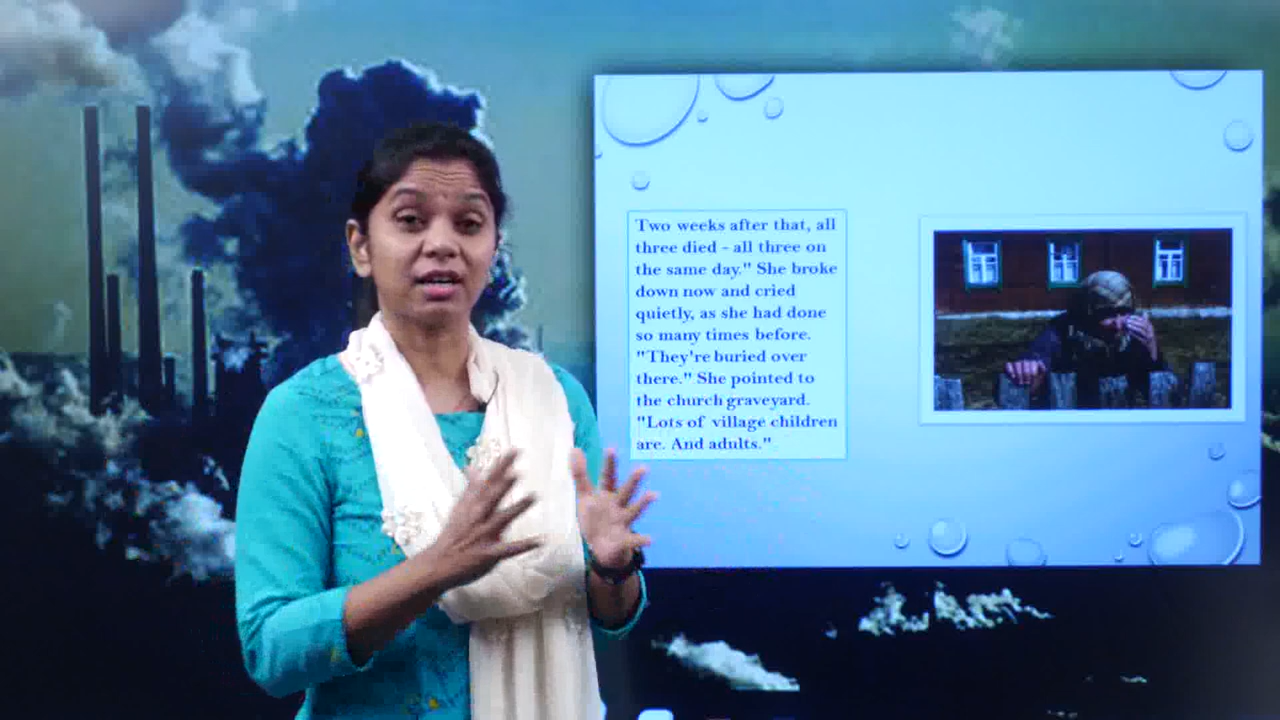 Two weeks after that, all
three died - all three on
the same day." She broke
down now and cried
quietly, as she had done
so many times before.
"They're buried over
there." She pointed to
the church graveyard.
"Lots of village children
are. And adults."